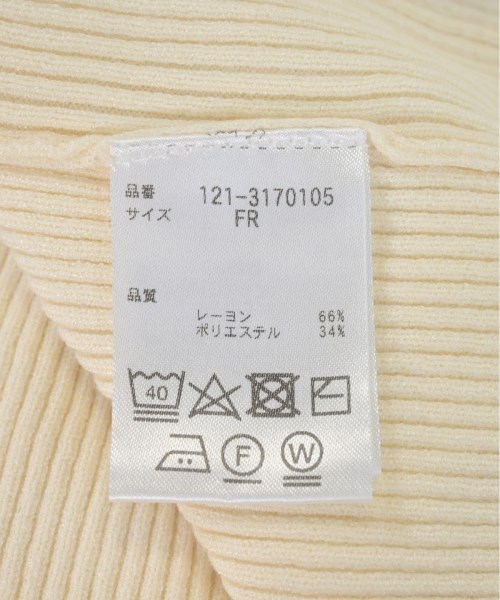 品番 121-3170105
サイズ FR
品質
レーヨン 66%
ポリエステル 34%
40
F W